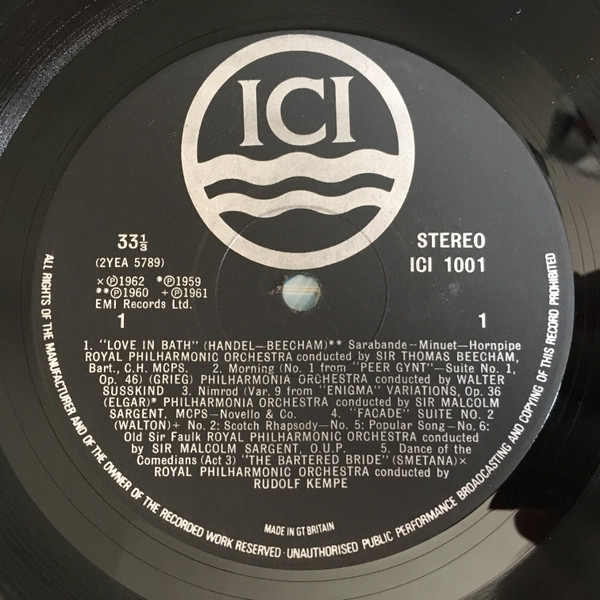 ICI
33⅓
(2YEA 5789)
×Ⓟ1962 *Ⓟ1959
**Ⓟ1960 +Ⓟ1961
EMI Records Ltd.
1
STEREO
ICI 1001
1
1. "LOVE IN BATH" (HANDEL—BEECHAM)** Sarabande—Minuet—Hornpipe
ROYAL PHILHARMONIC ORCHESTRA conducted by SIR THOMAS BEECHAM,
Bart., C.H. MCPS. 2. Morning (No. 1 from "PEER GYNT"—Suite No. 1,
Op. 46) (GRIEG) PHILHARMONIA ORCHESTRA conducted by WALTER
SUSSKIND 3. Nimrod (Var. 9 from "ENIGMA" VARIATIONS, Op. 36
(ELGAR)* PHILHARMONIA ORCHESTRA conducted by SIR MALCOLM
SARGENT, MCPS—Novello & Co. 4. "FACADE" SUITE NO. 2
(WALTON)+ No. 2: Scotch Rhapsody—No. 5: Popular Song—No. 6:
Old Sir Faulk ROYAL PHILHARMONIC ORCHESTRA conducted
by SIR MALCOLM SARGENT, O.U.P. 5. Dance of the
Comedians (Act 3) "THE BARTERED BRIDE" (SMETANA)×
ROYAL PHILHARMONIC ORCHESTRA conducted by
RUDOLF KEMPE
MADE IN GT BRITAIN
ALL RIGHTS OF THE MANUFACTURER AND OF THE OWNER OF THE RECORDED WORK RESERVED · UNAUTHORISED PUBLIC PERFORMANCE BROADCASTING AND COPYING OF THIS RECORD PROHIBITED